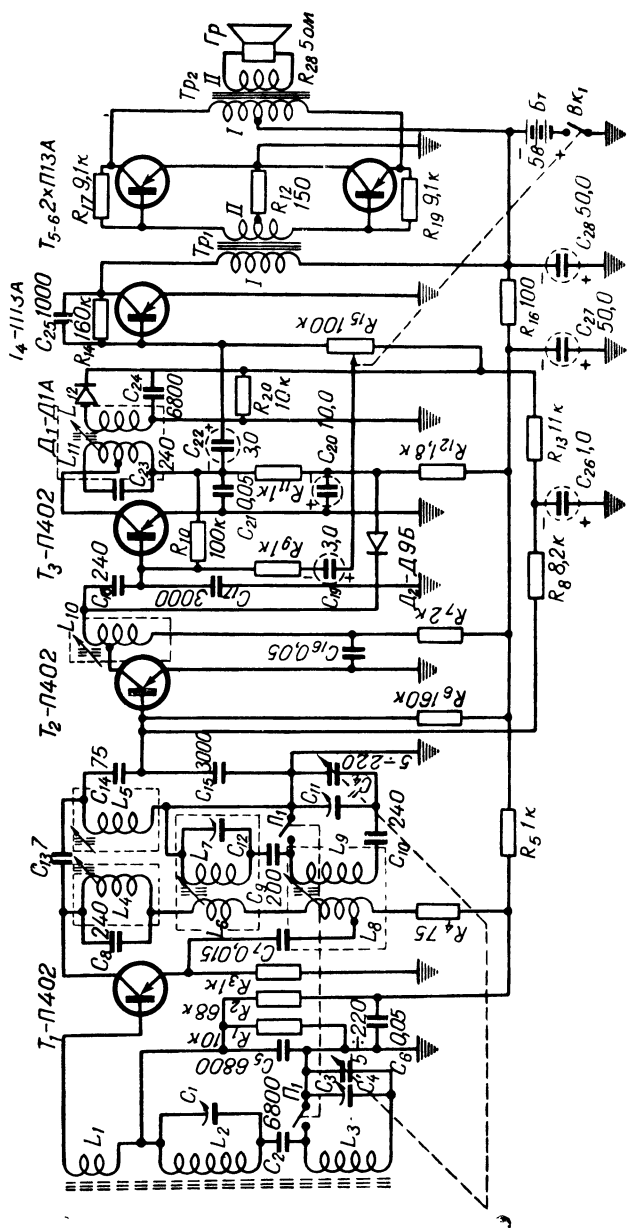 T₁-П402
T₂-П402
T₃-П402
Д₁-Д1А
T₄-П13А
T₅₋₆ 2×П13А
L₁
L₂
C₁
C₂
6800
L₃
П₁
C₃
C₄
5÷220
C₅ 6800
R₁ 10к
R₂ 68к
R₃ 1к
C₆ 0,05
C₇ 0,015
C₈ 240
L₄
L₆
C₉ 200
L₈
R₄ 75
C₁₃ 7
C₁₄ 75
L₅
C₁₅ 3000
L₇
C₁₂
П₁
L₉
C₁₀ 240
C₁₁
5-220
R₅ 1к
L₁₀
C₁₆ 0,05
R₆ 160к
R₇ 2к
240
C₁₇
3000
R₁₀
100к
R₉ 1к
C₁₉
3,0
Д₂-Д9Б
L₁₁
L₁₂
C₂₃
240
C₂₄
6800
C₂₁ 0,05
C₂₂
3,0
R₁₁ 1к
C₂₀
10,0
R₂₀
10к
R₁₂ 1,8к
R₈ 8,2к
C₂₆ 1,0
R₁₃ 11к
C₂₅ 1000
R₁₄
160к
R₁₅ 100к
R₁₆ 100
C₂₇
50,0
C₂₈ 50,0
Тр₁
I
II
R₁₇ 9,1к
R₁₂
150
R₁₉
9,1к
Тр₂
I
II
Гр
R₂₈ 5ом
5в
Бт
Вк₁